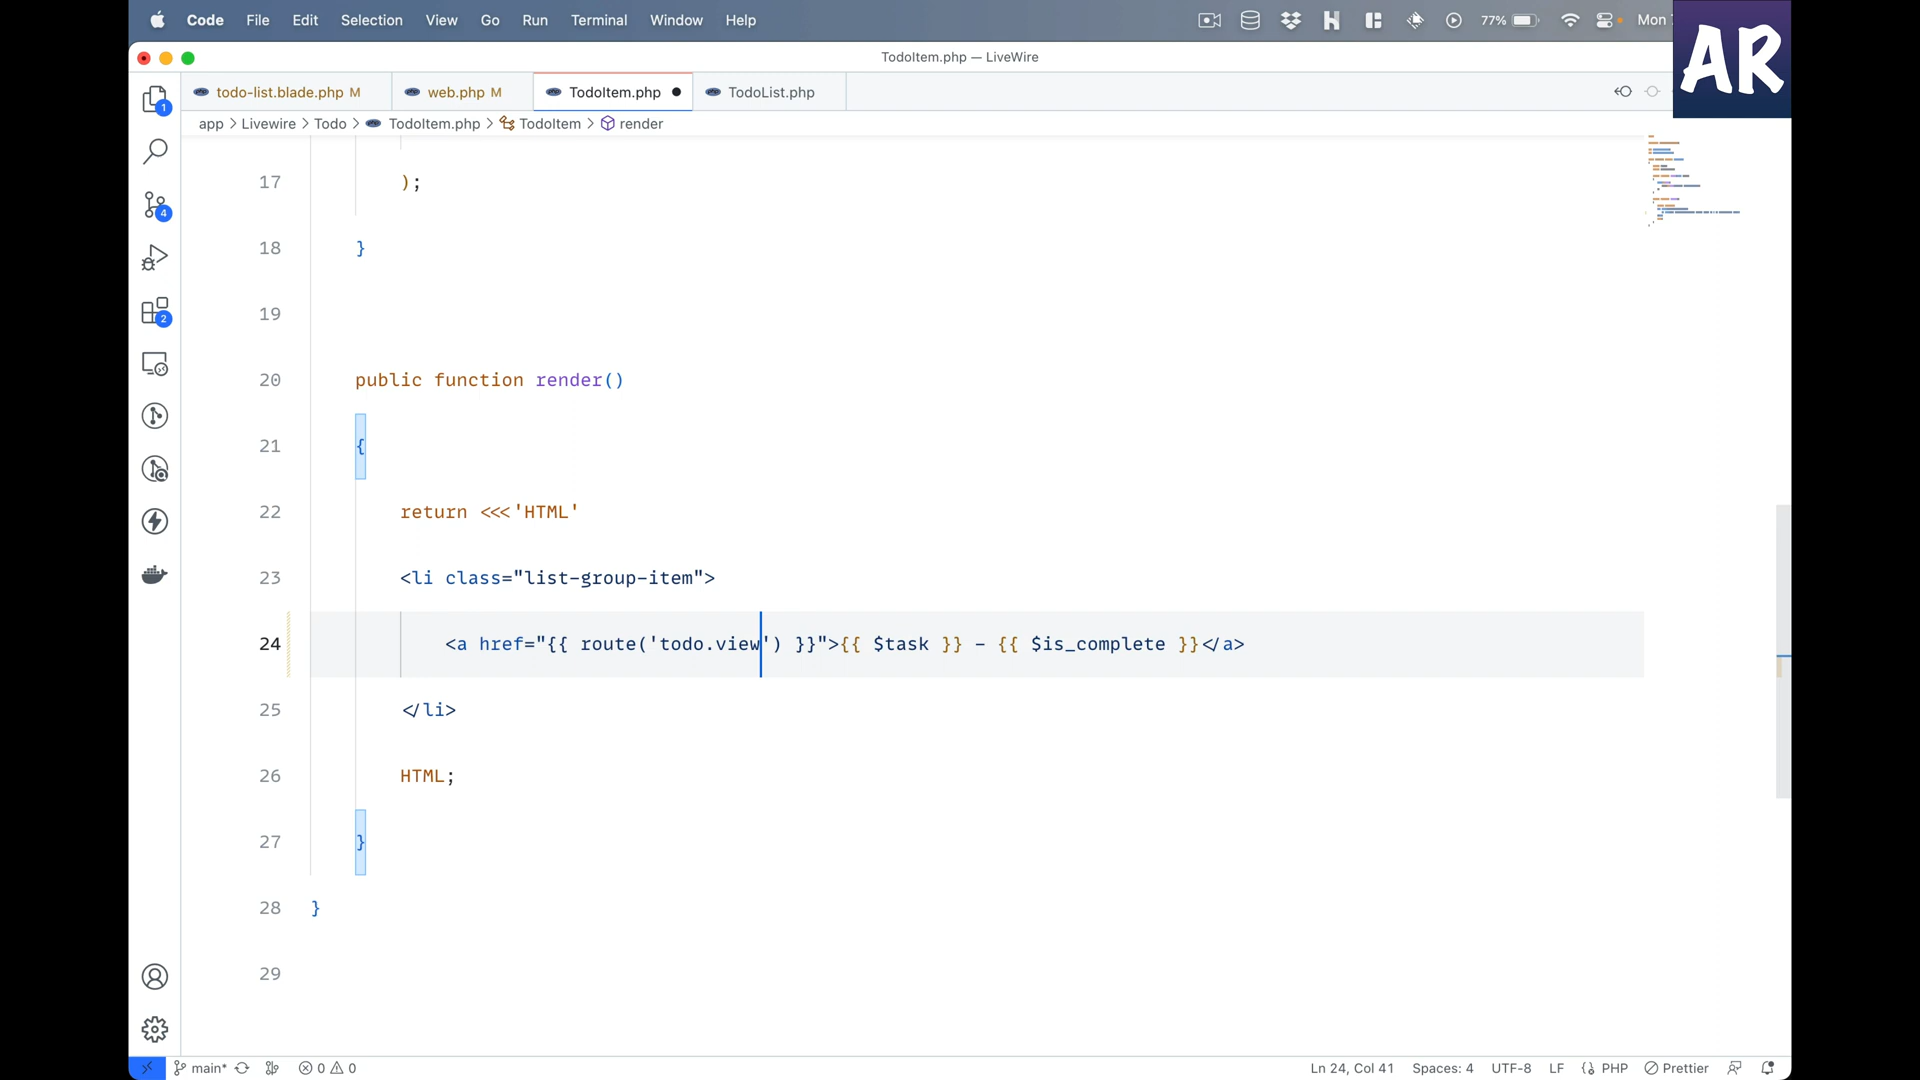 Code File Edit Selection View Go Run Terminal Window Help 77% Mon
AR
TodoItem.php — LiveWire
todo-list.blade.php M web.php M TodoItem.php TodoList.php
app > Livewire > Todo > TodoItem.php > TodoItem > render
1
4
2
17 );
18 }
19
20 public function render()
21 {
22 return <<<'HTML'
23 <li class="list-group-item">
24 <a href="{{ route('todo.view') }}">{{ $task }} - {{ $is_complete }}</a>
25 </li>
26 HTML;
27 }
28 }
29
main* 0 0 Ln 24, Col 41 Spaces: 4 UTF-8 LF PHP Prettier